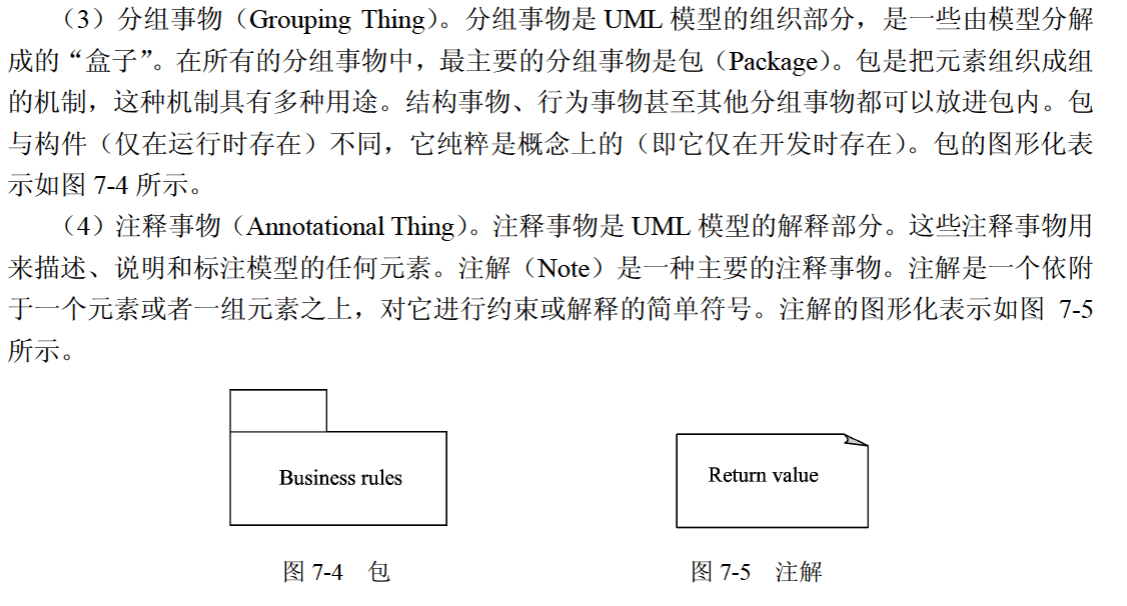 （3）分组事物（Grouping Thing）。分组事物是 UML 模型的组织部分，是一些由模型分解
成的“盒子”。在所有的分组事物中，最主要的分组事物是包（Package）。包是把元素组织成组
的机制，这种机制具有多种用途。结构事物、行为事物甚至其他分组事物都可以放进包内。包
与构件（仅在运行时存在）不同，它纯粹是概念上的（即它仅在开发时存在）。包的图形化表
示如图 7-4 所示。
（4）注释事物（Annotational Thing）。注释事物是 UML 模型的解释部分。这些注释事物用
来描述、说明和标注模型的任何元素。注解（Note）是一种主要的注释事物。注解是一个依附
于一个元素或者一组元素之上，对它进行约束或解释的简单符号。注解的图形化表示如图 7-5
所示。
Business rules
Return value
图 7-4 包
图 7-5 注解